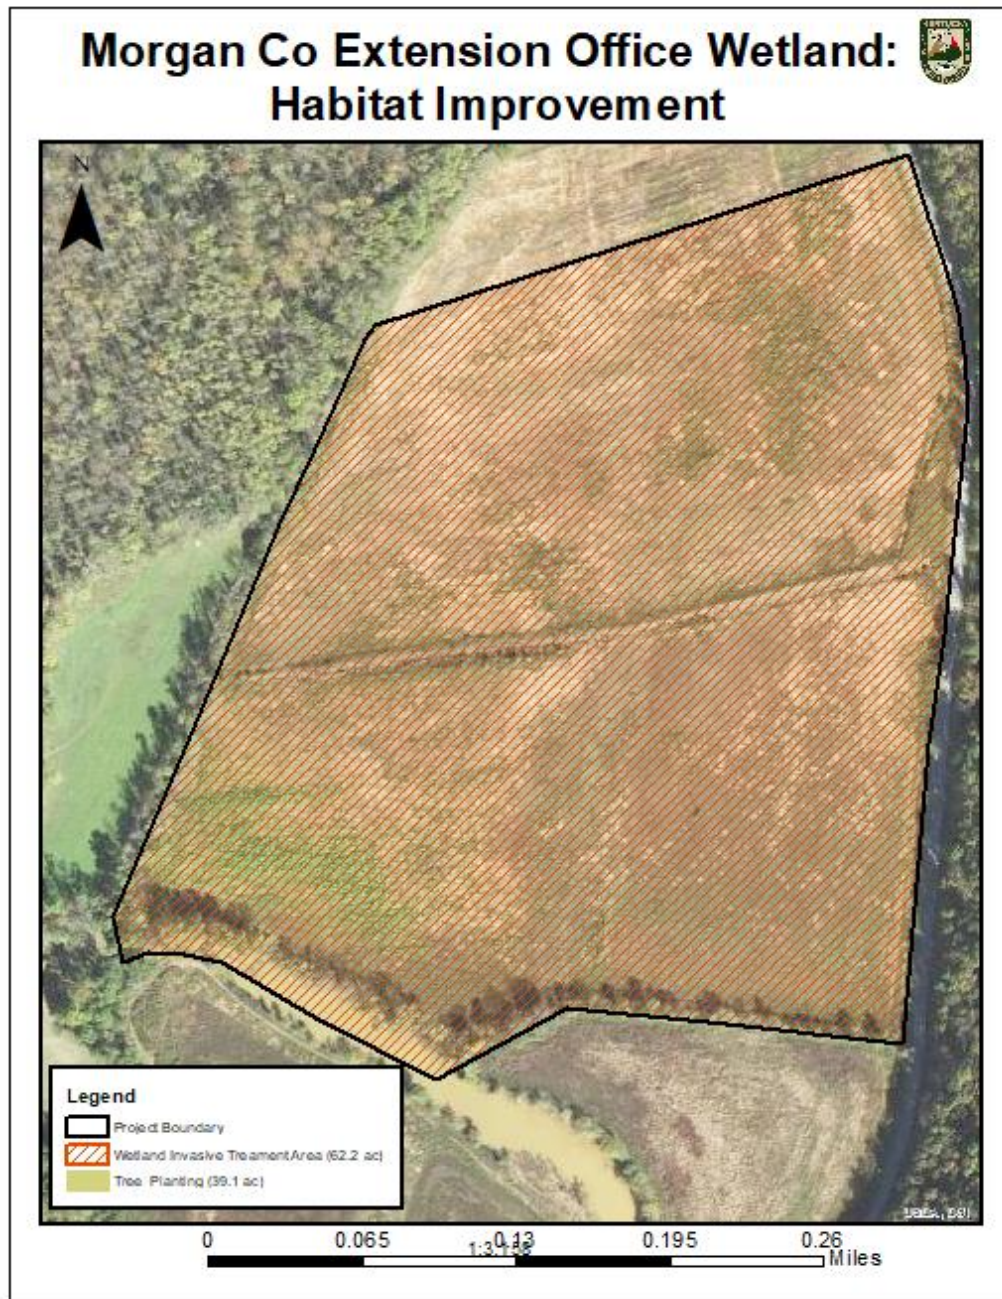 Morgan Co Extension Office Wetland:
Habitat Improvement
KENTUCKY
N
Legend
Project Boundary
Wetland Invasive Treament Area (62.2 ac)
Tree Planting (39.1 ac)
0 0.065 0.13 0.195 0.26
Miles